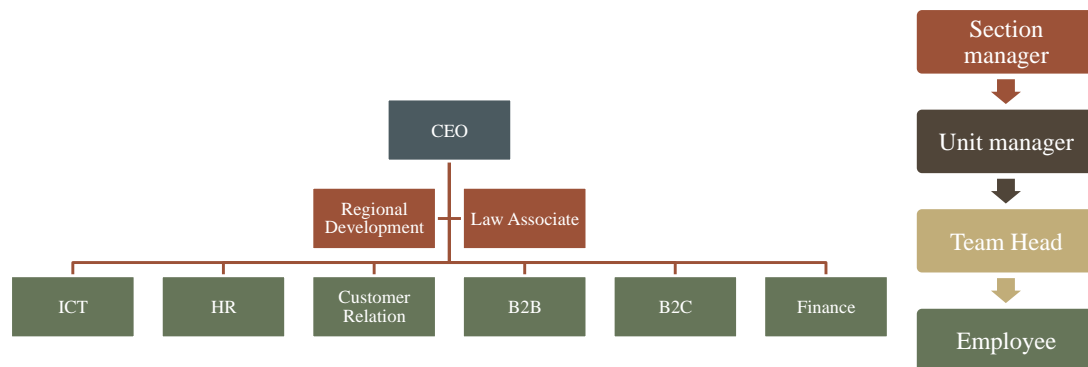 CEO
Regional
Development
Law Associate
ICT
HR
Customer
Relation
B2B
B2C
Finance
Section
manager
Unit manager
Team Head
Employee